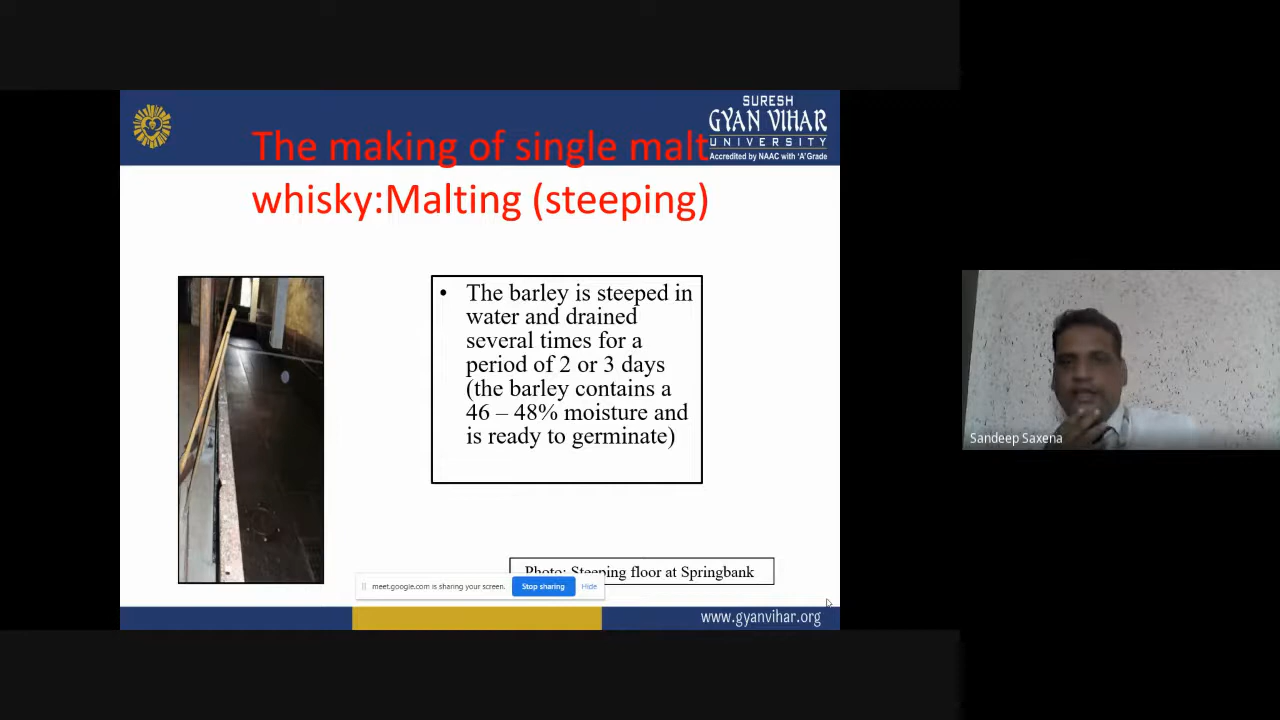 SURESH
GYAN VIHAR
UNIVERSITY
Accredited by NAAC with 'A' Grade
The making of single malt
whisky:Malting (steeping)
• The barley is steeped in
water and drained
several times for a
period of 2 or 3 days
(the barley contains a
46 – 48% moisture and
is ready to germinate)
Photo: Steeping floor at Springbank
meet.google.com is sharing your screen. Stop sharing Hide
www.gyanvihar.org
Sandeep Saxena